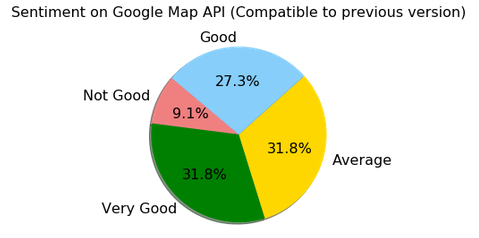 Sentiment on Google Map API (Compatible to previous version)
Good
27.3%
Not Good
9.1%
31.8%
31.8%
Average
Very Good